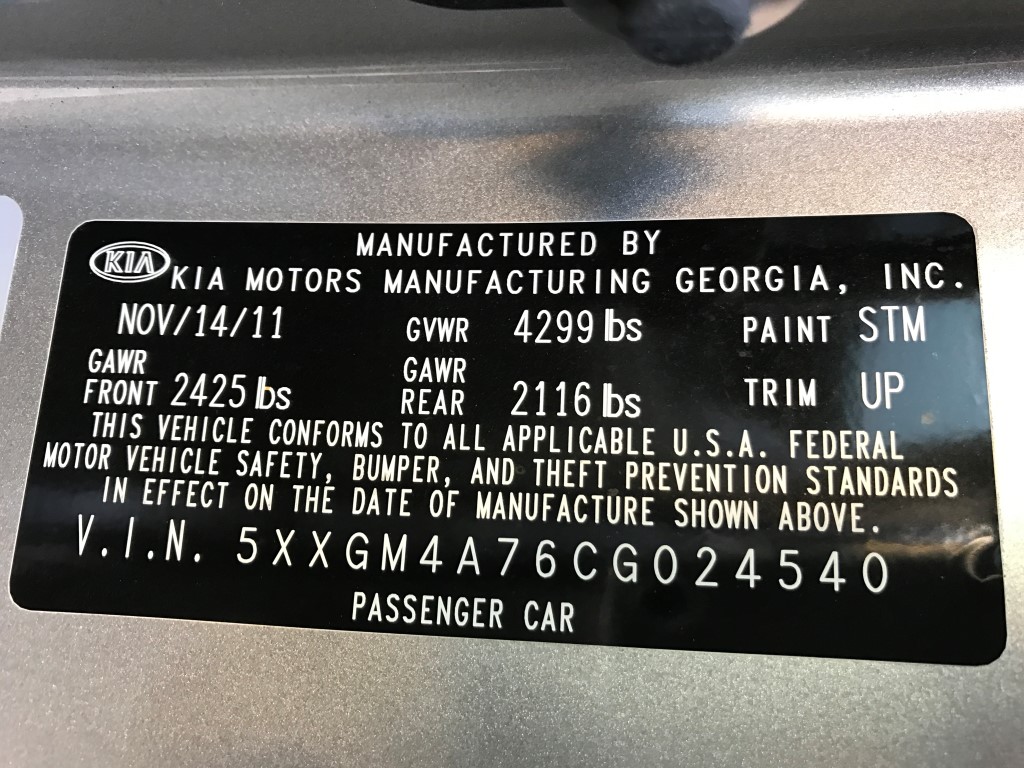 MANUFACTURED BY
KIA KIA MOTORS MANUFACTURING GEORGIA, INC.
NOV/14/11 GVWR 4299 lbs PAINT STM
GAWR FRONT 2425 lbs GAWR REAR 2116 lbs TRIM UP
THIS VEHICLE CONFORMS TO ALL APPLICABLE U.S.A. FEDERAL
MOTOR VEHICLE SAFETY, BUMPER, AND THEFT PREVENTION STANDARDS
IN EFFECT ON THE DATE OF MANUFACTURE SHOWN ABOVE.
V.I.N. 5XXGM4A76CG024540
PASSENGER CAR